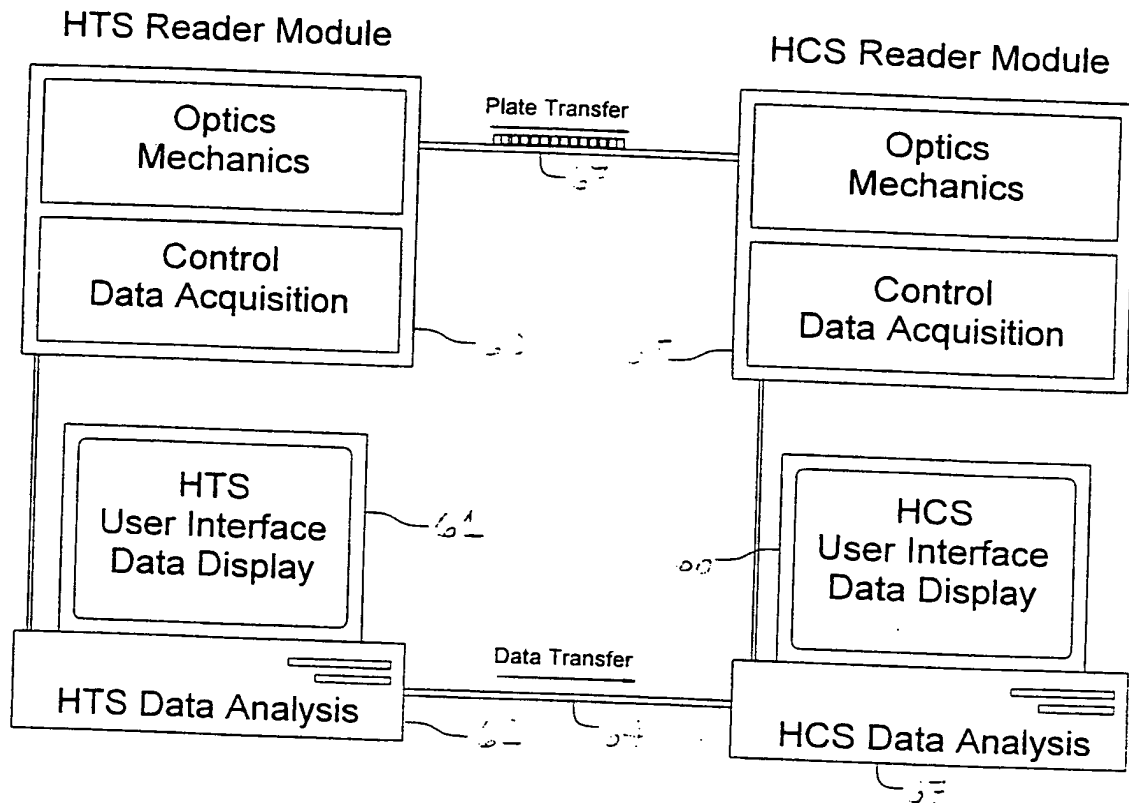 HTS Reader Module
HCS Reader Module
Optics
Mechanics
Control
Data Acquisition
Plate Transfer
Optics
Mechanics
Control
Data Acquisition
HTS
User Interface
Data Display
61
HCS
User Interface
Data Display
Data Transfer
HTS Data Analysis
HCS Data Analysis